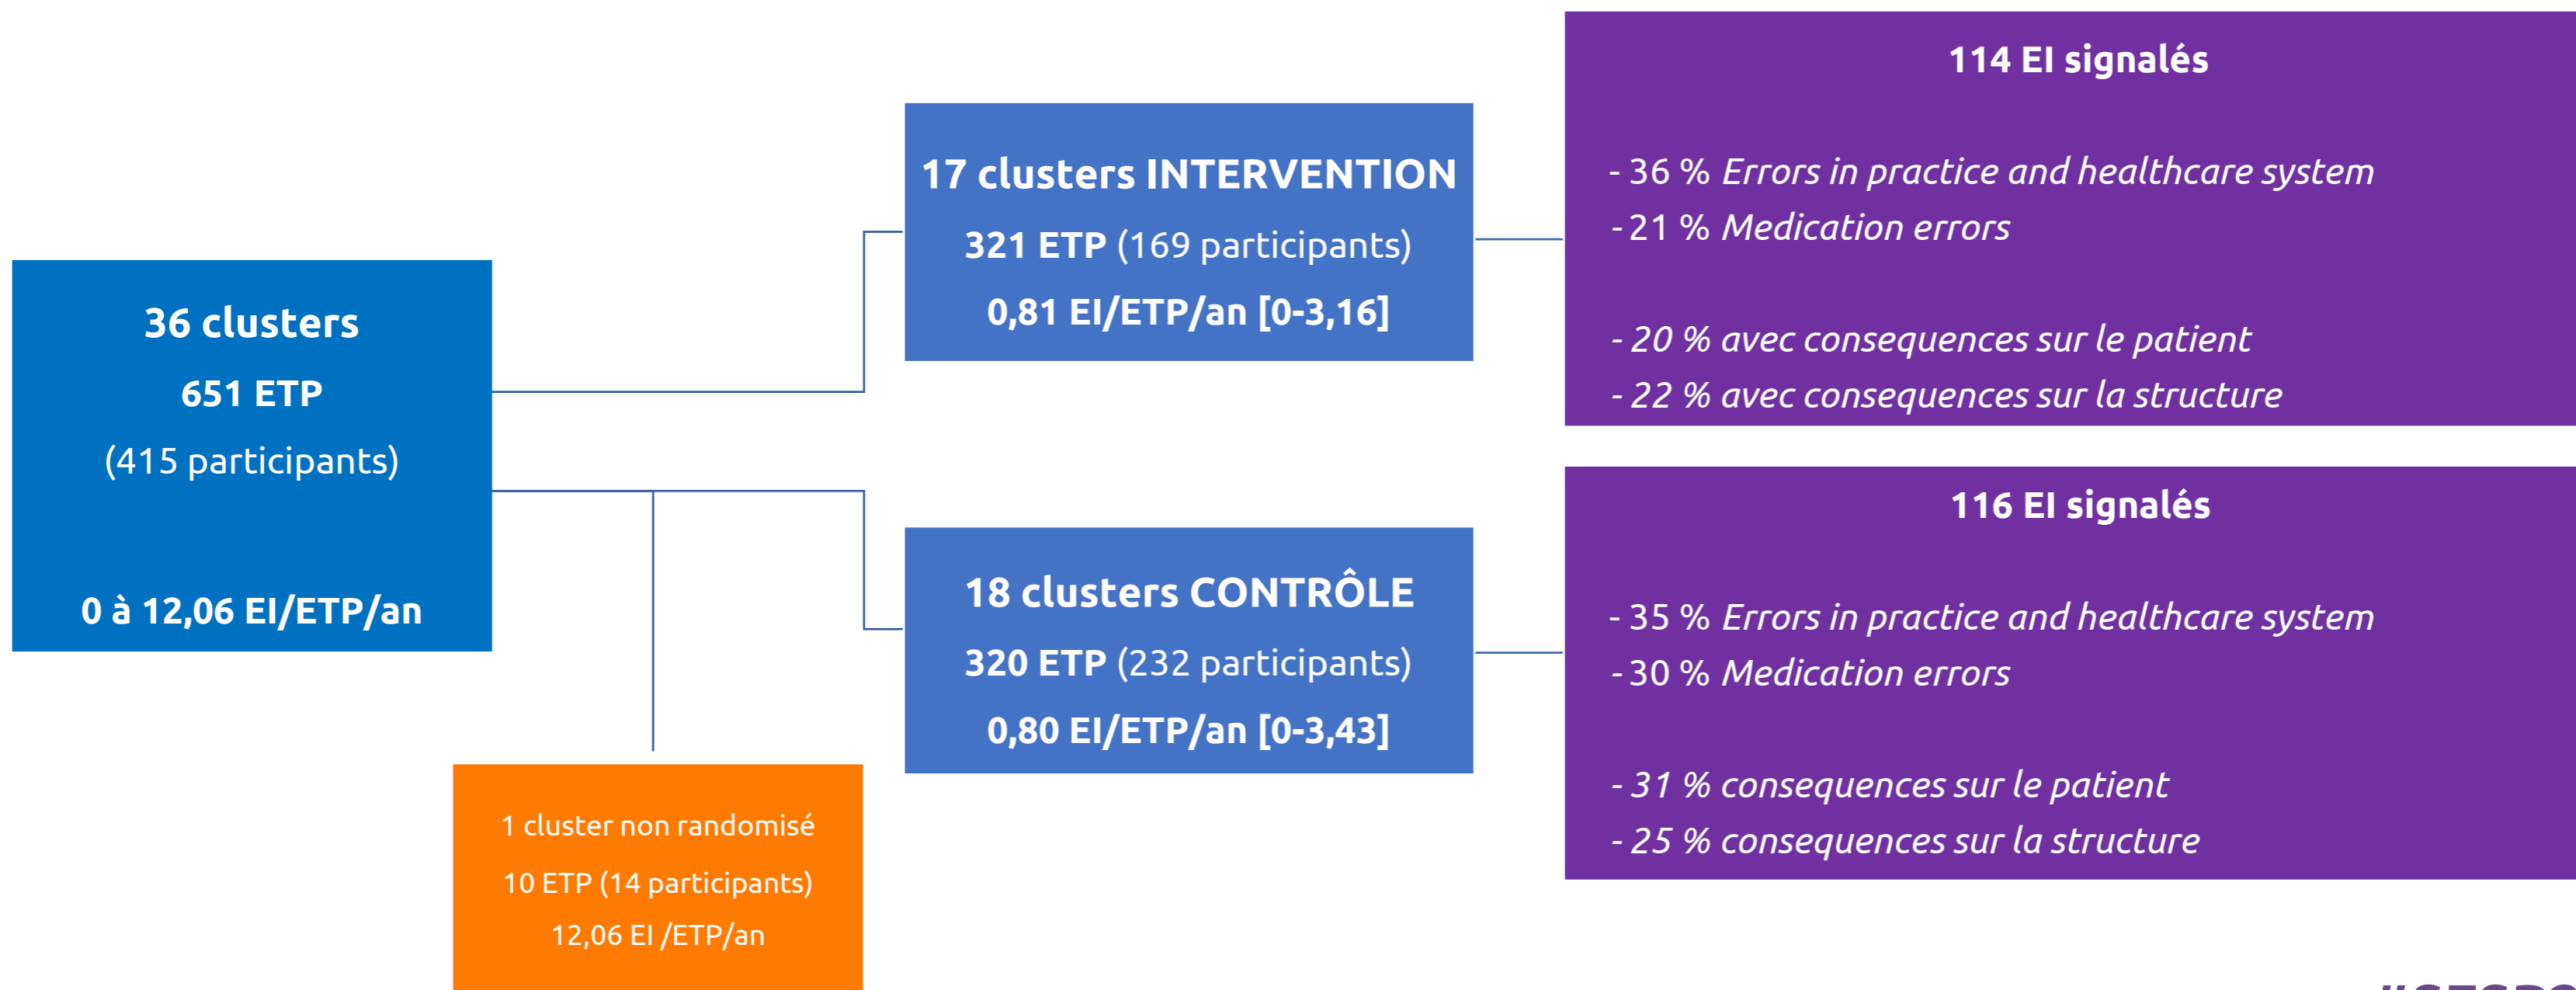 36 clusters
651 ETP
(415 participants)
0 à 12,06 EI/ETP/an
17 clusters INTERVENTION
321 ETP (169 participants)
0,81 EI/ETP/an [0-3,16]
114 EI signalés
- 36 % Errors in practice and healthcare system
- 21 % Medication errors
- 20 % avec consequences sur le patient
- 22 % avec consequences sur la structure
18 clusters CONTRÔLE
320 ETP (232 participants)
0,80 EI/ETP/an [0-3,43]
116 EI signalés
- 35 % Errors in practice and healthcare system
- 30 % Medication errors
- 31 % consequences sur le patient
- 25 % consequences sur la structure
1 cluster non randomisé
10 ETP (14 participants)
12,06 EI /ETP/an